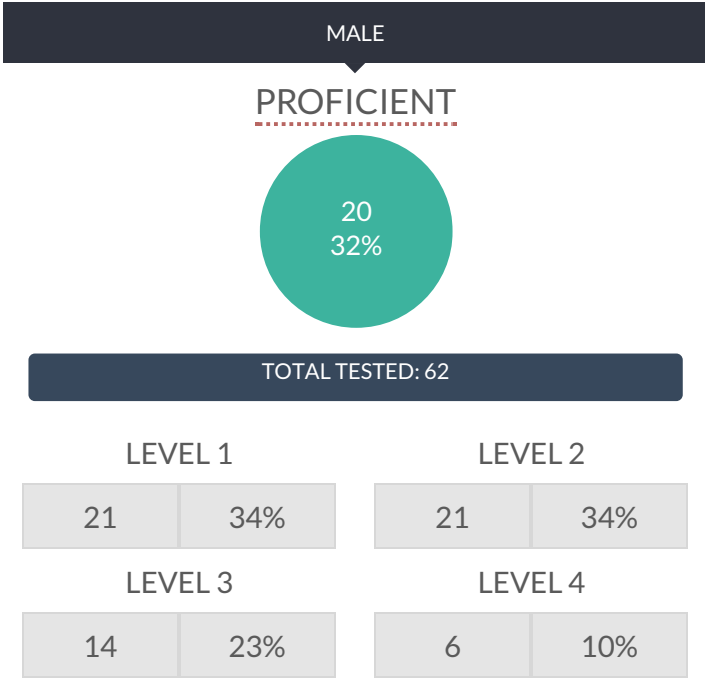 MALE
PROFICIENT
20
32%
TOTAL TESTED: 62
LEVEL 1
21 34%
LEVEL 2
21 34%
LEVEL 3
14 23%
LEVEL 4
6 10%